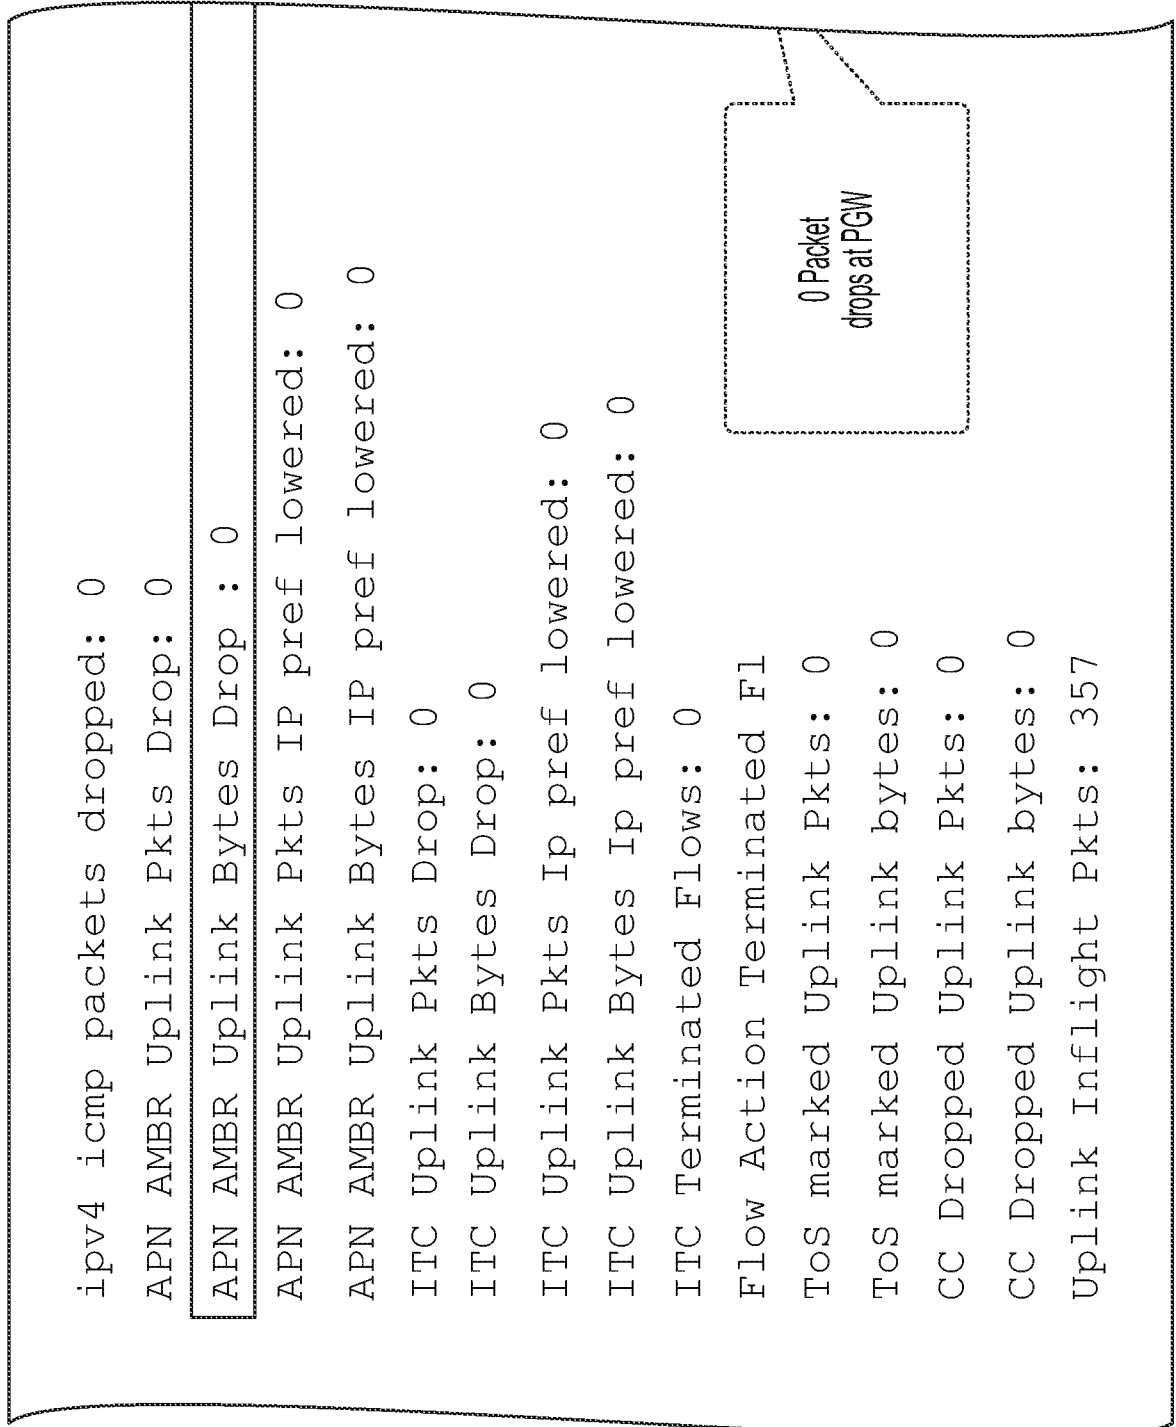 ipv4 icmp packets dropped: 0
APN AMBR Uplink Pkts Drop: 0
APN AMBR Uplink Bytes Drop : 0
APN AMBR Uplink Pkts IP pref lowered: 0
APN AMBR Uplink Bytes IP pref lowered: 0
ITC Uplink Pkts Drop: 0
ITC Uplink Bytes Drop: 0
ITC Uplink Pkts Ip pref lowered: 0
ITC Uplink Bytes Ip pref lowered: 0
ITC Terminated Flows: 0
Flow Action Terminated Fl
ToS marked Uplink Pkts: 0
ToS marked Uplink bytes: 0
CC Dropped Uplink Pkts: 0
CC Dropped Uplink bytes: 0
Uplink Inflight Pkts: 357
0 Packet
drops at PGW